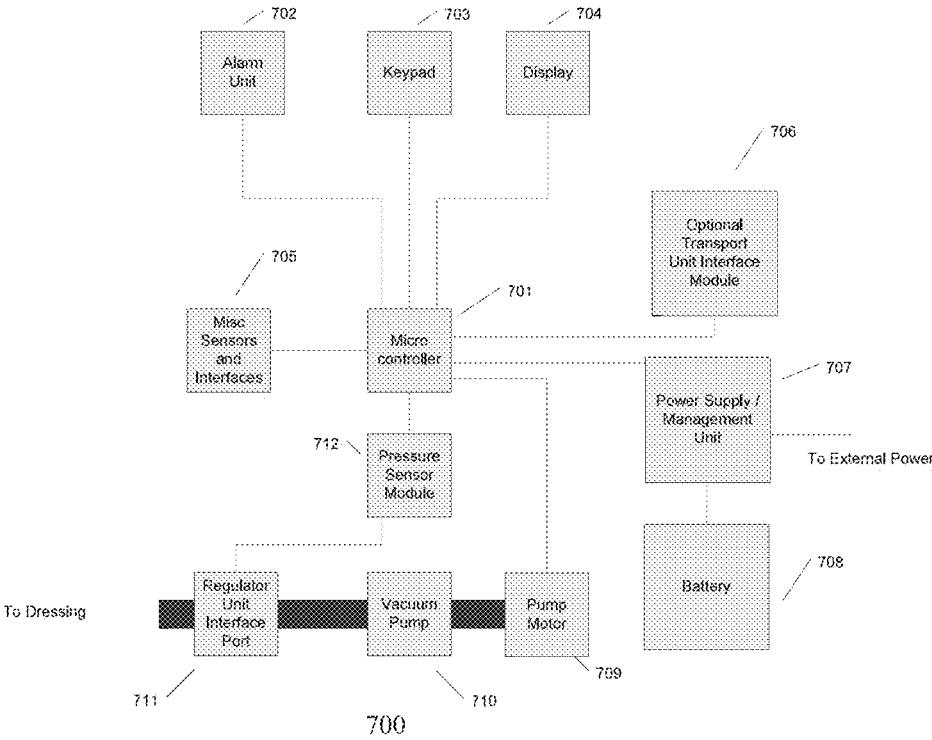 702
703
704
Alarm
Unit
Keypad
Display
706
Optional
Transport
Unit Interface
Module
705
701
Misc
Sensors
and
Interfaces
Micro
controller
707
Power Supply /
Management
Unit
To External Power
712
Pressure
Sensor
Module
708
Battery
To Dressing
Regulator
Unit
Interface
Port
Vacuum
Pump
Pump
Motor
709
711
710
700